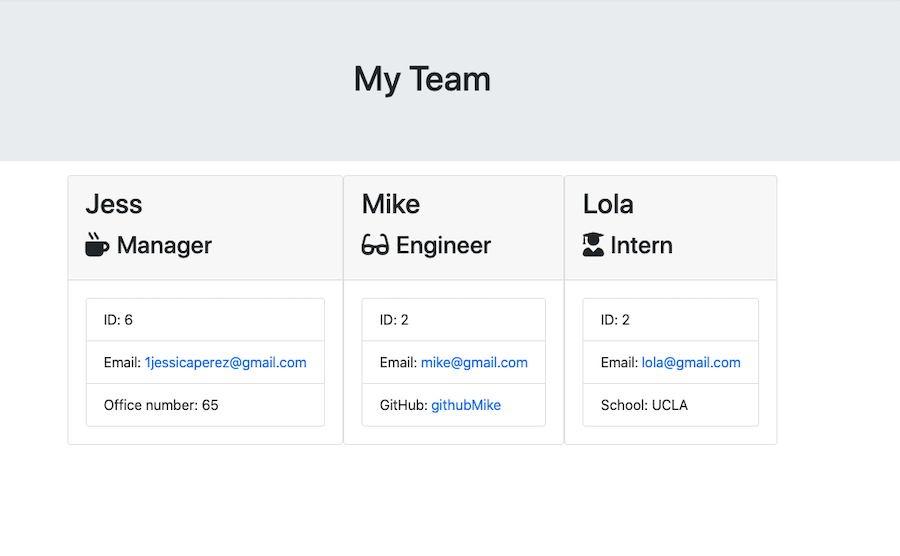 My Team
Jess
Manager
ID: 6
Email: 1jessicaperez@gmail.com
Office number: 65
Mike
Engineer
ID: 2
Email: mike@gmail.com
GitHub: githubMike
Lola
Intern
ID: 2
Email: lola@gmail.com
School: UCLA